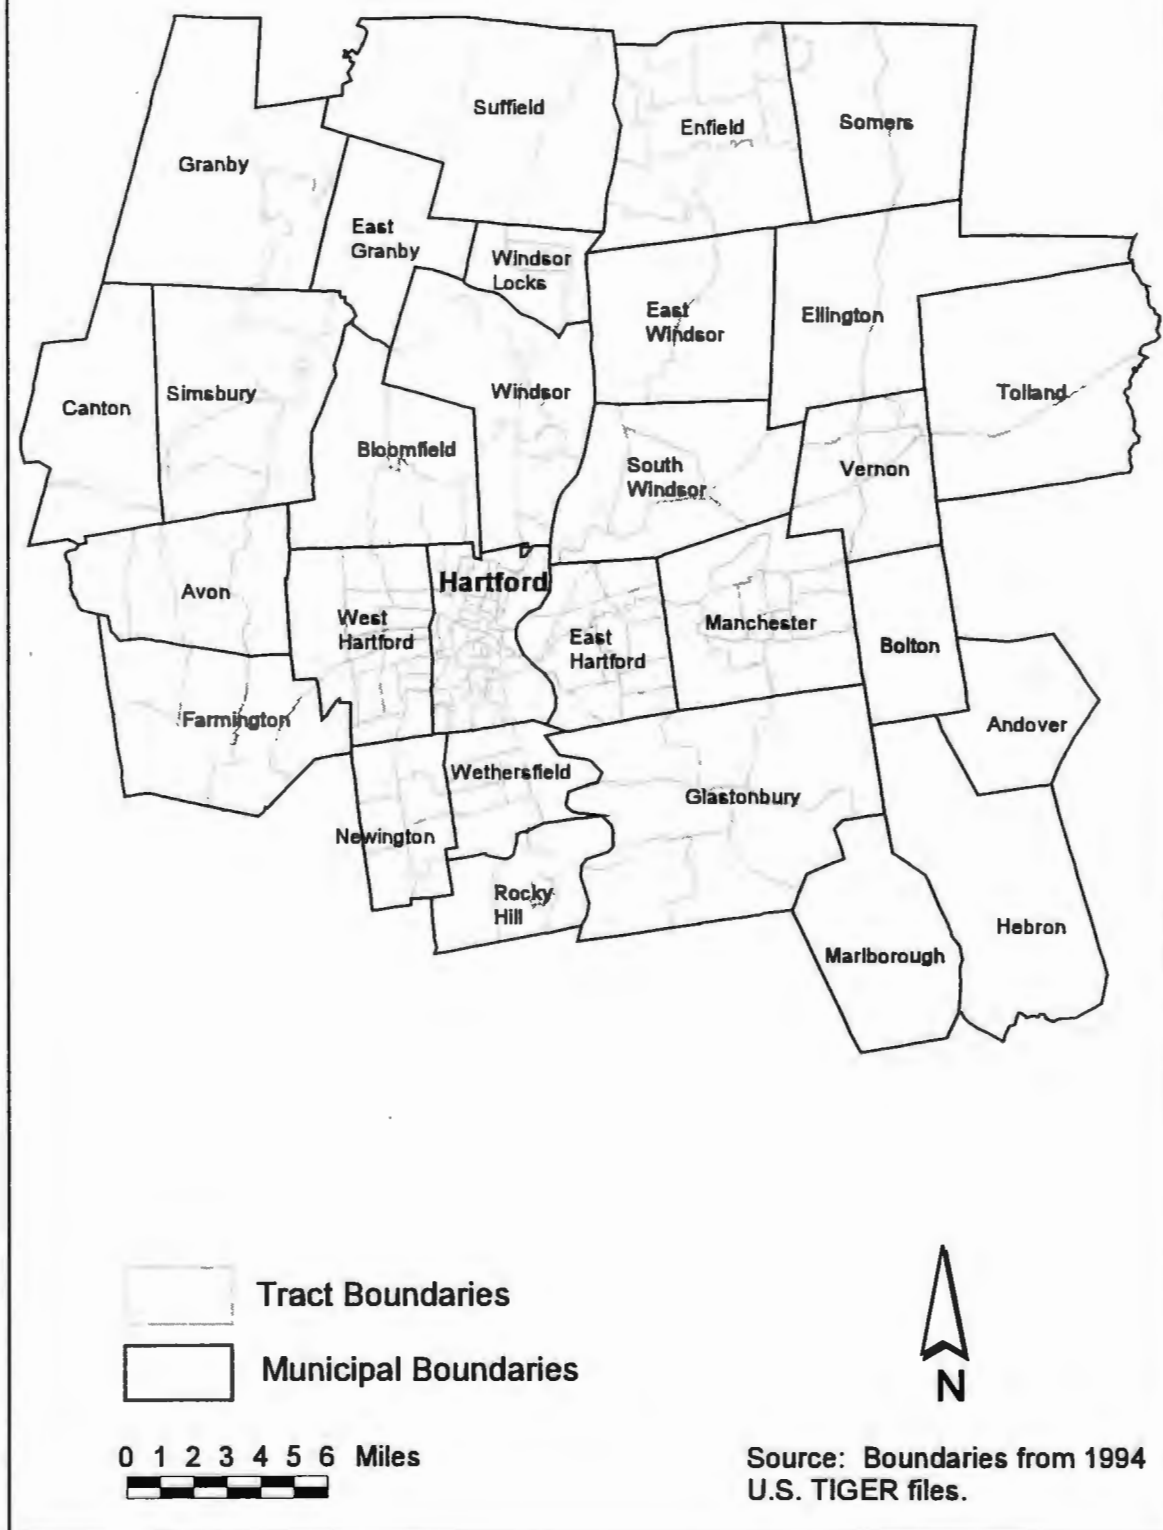 Suffield
Enfield
Somers
Granby
East
Granby
Windsor
Locks
East
Windsor
Ellington
Tolland
Canton
Simsbury
Windsor
Bloomfield
South
Windsor
Vernon
Avon
Hartford
West
Hartford
East
Hartford
Manchester
Bolton
Andover
Farmington
Wethersfield
Glastonbury
Newington
Rocky
Hill
Marlborough
Hebron
Tract Boundaries
Municipal Boundaries
N
0 1 2 3 4 5 6 Miles
Source: Boundaries from 1994
U.S. TIGER files.